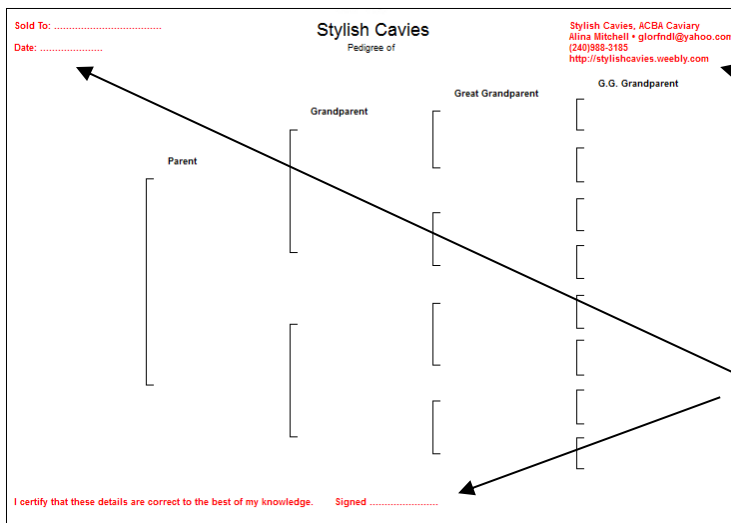 Sold To: ....................................
Date: .....................
Stylish Cavies
Pedigree of
Stylish Cavies, ACBA Caviary
Alina Mitchell • glorfndl@yahoo.com
(240)988-3185
http://stylishcavies.weebly.com
Parent
Grandparent
Great Grandparent
G.G. Grandparent
I certify that these details are correct to the best of my knowledge. Signed .......................